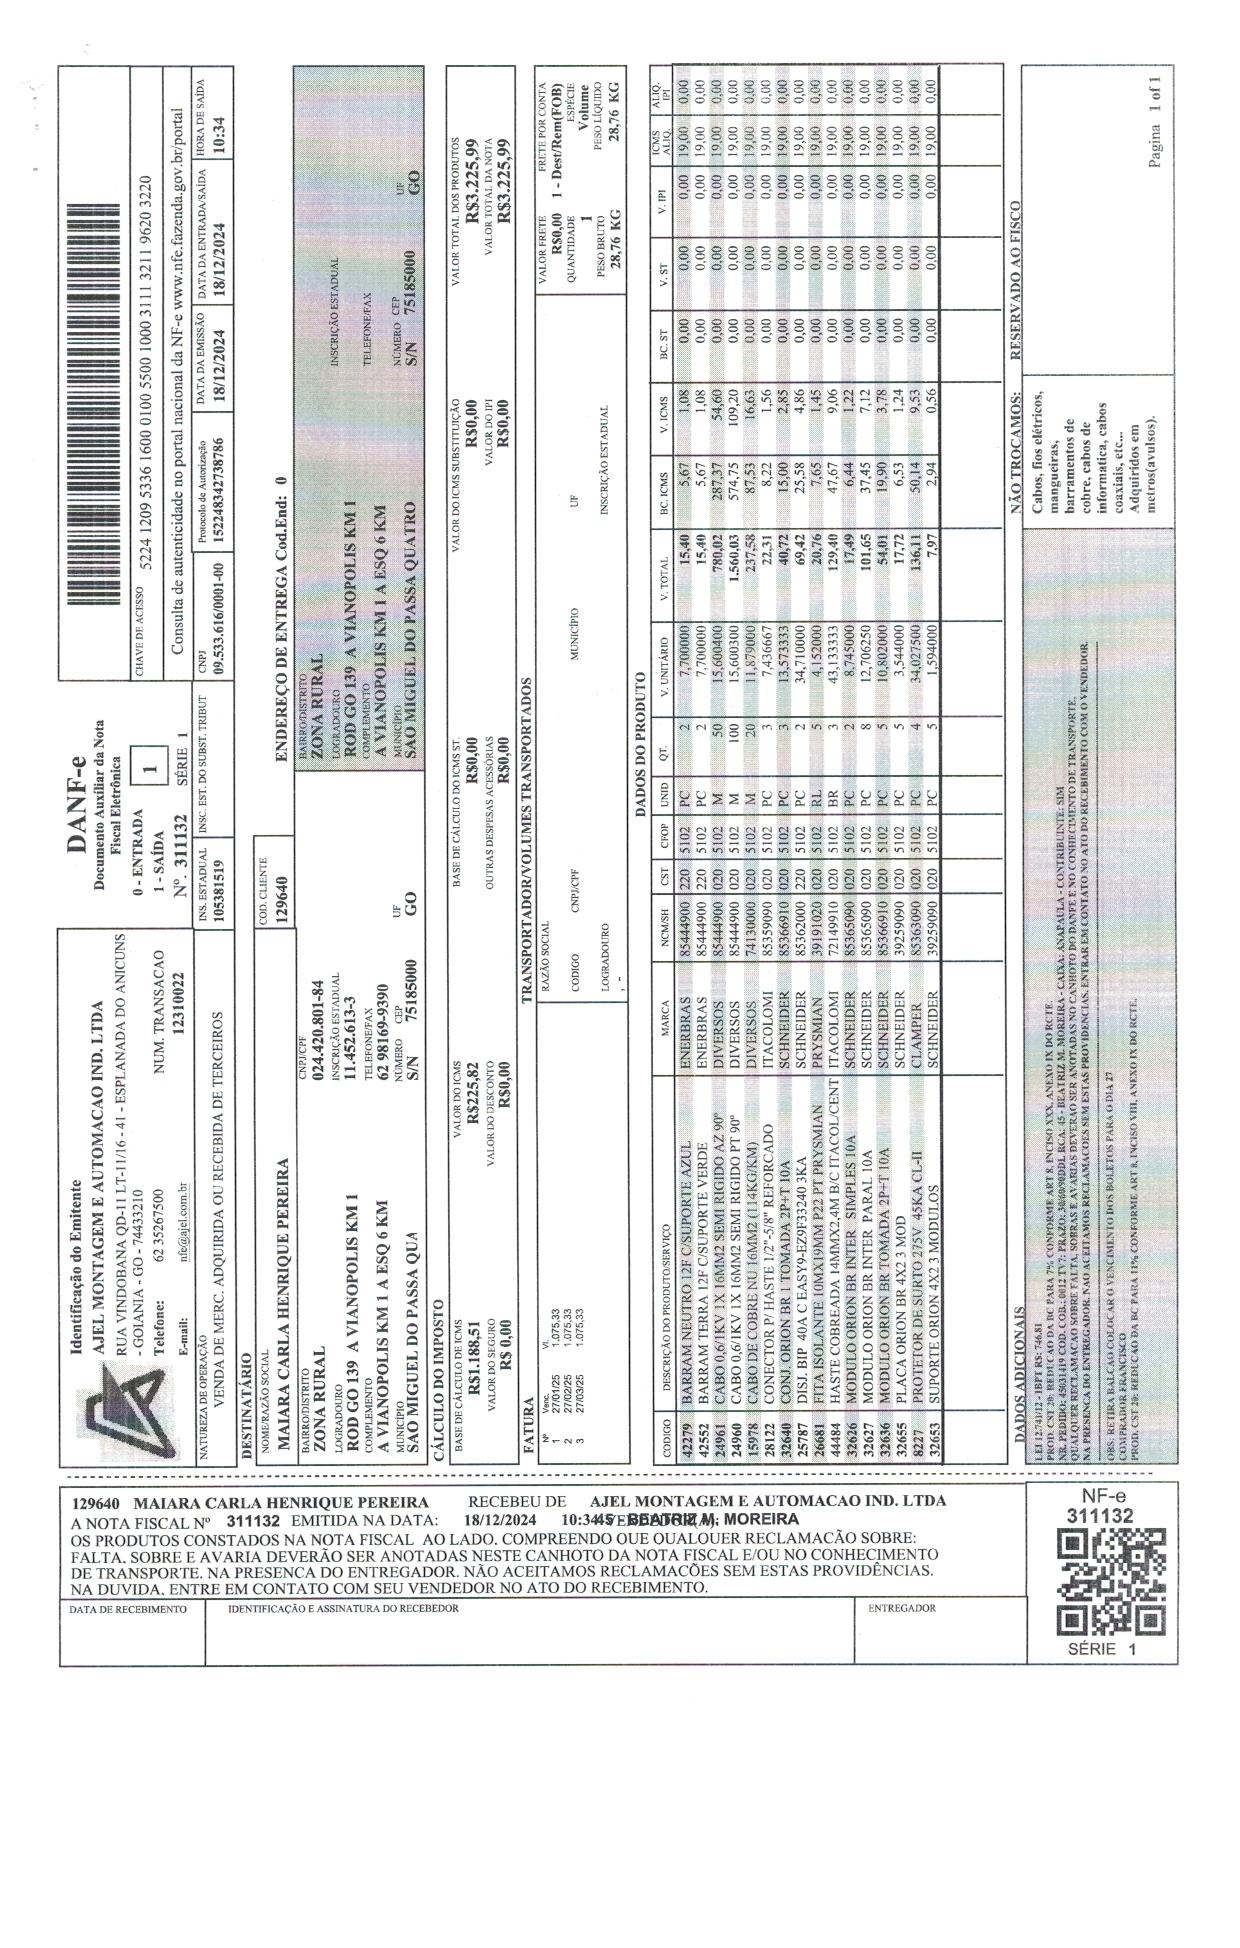 Identificação do Emitente
AJEL MONTAGEM E AUTOMACAO IND. LTDA
RUA VINDOBANA QD-11 LT-11/16 - 41 - ESPLANADA DO ANICUNS
- GOIANIA - GO - 74433210
Telefone: 62 35267500 NUM. TRANSACAO
E-mail: nfe@ajel.com.br 12310022
DANF-e
Documento Auxiliar da Nota
Fiscal Eletrônica
0 - ENTRADA
1 - SAÍDA 1
Nº. 311132 SÉRIE 1
CHAVE DE ACESSO 5224 1209 5336 1600 0100 5500 1000 3111 3211 9620 3220
Consulta de autenticidade no portal nacional da NF-e www.nfe.fazenda.gov.br/portal
NATUREZA DE OPERAÇÃO INS. ESTADUAL INSC. EST. DO SUBST. TRIBUT CNPJ Protocolo de Autorização DATA DA EMISSÃO DATA DA ENTRADA/SAÍDA HORA DE SAÍDA
VENDA DE MERC. ADQUIRIDA OU RECEBIDA DE TERCEIROS 105381519 09.533.616/0001-00 152248342738786 18/12/2024 18/12/2024 10:34
DESTINATÁRIO
NOME/RAZÃO SOCIAL COD. CLIENTE
MAIARA CARLA HENRIQUE PEREIRA 129640
ENDEREÇO DE ENTREGA Cod.End: 0
BAIRRO/DISTRITO CNPJ/CPF
ZONA RURAL 024.420.801-84
LOGRADOURO INSCRIÇÃO ESTADUAL
ROD GO 139 A VIANOPOLIS KM 1 11.452.613-3
COMPLEMENTO TELEFONE/FAX
A VIANOPOLIS KM 1 A ESQ 6 KM 62 98169-9390
MUNICÍPIO NÚMERO CEP UF
SAO MIGUEL DO PASSA QUA S/N 75185000 GO
BAIRRO/DISTRITO
ZONA RURAL
LOGRADOURO INSCRIÇÃO ESTADUAL
ROD GO 139 A VIANOPOLIS KM 1
COMPLEMENTO TELEFONE/FAX
A VIANOPOLIS KM 1 A ESQ 6 KM
MUNICÍPIO NÚMERO CEP UF
SAO MIGUEL DO PASSA QUATRO S/N 75185000 GO
CÁLCULO DO IMPOSTO
BASE DE CÁLCULO DE ICMS VALOR DO ICMS BASE DE CÁLCULO DE ICMS ST. VALOR DO ICMS SUBSTITUIÇÃO VALOR TOTAL DOS PRODUTOS
R$1.188,51 R$225,82 R$0,00 R$0,00 R$3.225,99
VALOR DO SEGURO VALOR DO DESCONTO OUTRAS DESPESAS ACESSÓRIAS VALOR DO IPI VALOR TOTAL DA NOTA
R$ 0,00 R$0,00 R$0,00 R$0,00 R$3.225,99
FATURA
Nº Venc. Vl.
1 27/01/25 1.075,33
2 27/02/25 1.075,33
3 27/03/25 1.075,33
TRANSPORTADOR/VOLUMES TRANSPORTADOS
RAZÃO SOCIAL VALOR FRETE FRETE POR CONTA
R$0,00 1 - Dest/Rem(FOB)
CODIGO CNPJ/CPF MUNICÍPIO UF QUANTIDADE ESPÉCIE
1 Volume
LOGRADOURO INSCRIÇÃO ESTADUAL PESO BRUTO PESO LÍQUIDO
, - 28,76 KG 28,76 KG
DADOS DO PRODUTO
CODIGO DESCRIÇÃO DO PRODUTO/SERVIÇO MARCA NCM/SH CST CFOP UNID QT. V. UNITÁRIO V. TOTAL BC. ICMS V. ICMS BC. ST V. ST V. IPI ICMS ALIQ. ALIQ. IPI
42279 BARRAM NEUTRO 12F C/SUPORTE AZUL ENERBRAS 85444900 220 5102 PC 2 7,700000 15,40 5,67 1,08 0,00 0,00 0,00 19,00 0,00
42552 BARRAM TERRA 12F C/SUPORTE VERDE ENERBRAS 85444900 220 5102 PC 2 7,700000 15,40 5,67 1,08 0,00 0,00 0,00 19,00 0,00
24961 CABO 0,6/1KV 1X 16MM2 SEMI RIGIDO AZ 90º DIVERSOS 85444900 020 5102 M 50 15,600400 780,02 287,37 54,60 0,00 0,00 0,00 19,00 0,00
24960 CABO 0,6/1KV 1X 16MM2 SEMI RIGIDO PT 90º DIVERSOS 85444900 020 5102 M 100 15,600300 1.560,03 574,75 109,20 0,00 0,00 0,00 19,00 0,00
15978 CABO DE COBRE NU 16MM2 (114KG/KM) DIVERSOS 74130000 020 5102 M 20 11,879000 237,58 87,53 16,63 0,00 0,00 0,00 19,00 0,00
28122 CONECTOR P/ HASTE 1/2"-5/8" REFORCADO ITACOLOMI 85359090 020 5102 PC 3 7,436667 22,31 8,22 1,56 0,00 0,00 0,00 19,00 0,00
32640 CONJ. ORION BR 1 TOMADA 2P+T 10A SCHNEIDER 85366910 020 5102 PC 3 13,573333 40,72 15,00 2,85 0,00 0,00 0,00 19,00 0,00
25787 DISJ. BIP 40A C EASY9-EZ9F33240 3KA SCHNEIDER 85362000 220 5102 PC 2 34,710000 69,42 25,58 4,86 0,00 0,00 0,00 19,00 0,00
26681 FITA ISOLANTE 10MX19MM P22 PT PRYSMIAN PRYSMIAN 39191020 020 5102 RL 5 4,152000 20,76 7,65 1,45 0,00 0,00 0,00 19,00 0,00
44484 HASTE COBREADA 14MMX2,4M B/C ITACOL/CENT ITACOLOMI 72149910 020 5102 BR 3 43,133333 129,40 47,67 9,06 0,00 0,00 0,00 19,00 0,00
32626 MODULO ORION BR INTER SIMPLES 10A SCHNEIDER 85365090 020 5102 PC 2 8,745000 17,49 6,44 1,22 0,00 0,00 0,00 19,00 0,00
32627 MODULO ORION BR INTER PARAL 10A SCHNEIDER 85365090 020 5102 PC 8 12,706250 101,65 37,45 7,12 0,00 0,00 0,00 19,00 0,00
32636 MODULO ORION BR TOMADA 2P+T 10A SCHNEIDER 85366910 020 5102 PC 5 10,802000 54,01 19,90 3,78 0,00 0,00 0,00 19,00 0,00
32655 PLACA ORION BR 4X2 3 MOD SCHNEIDER 39259090 020 5102 PC 5 3,544000 17,72 6,53 1,24 0,00 0,00 0,00 19,00 0,00
8227 PROTETOR DE SURTO 275V 45KA CL-II CLAMPER 85363090 020 5102 PC 4 34,027500 136,11 50,14 9,53 0,00 0,00 0,00 19,00 0,00
32653 SUPORTE ORION 4X2 3 MODULOS SCHNEIDER 39259090 020 5102 PC 5 1,594000 7,97 2,94 0,56 0,00 0,00 0,00 19,00 0,00
DADOS ADICIONAIS
LEI 12.741/12 - IBPT RS: 746,81
PROD. CST 20: REDUCAO DA BC PARA 7% CONFORME ART 8, INCISO XXX, ANEXO IX DO RCTE.
NR. PEDIDO: 45031419 COD. COB.: 0012 TV7: PRAZO: 30/60/90DDL RCA: 45 - BEATRIZ M. MOREIRA - CAIXA: ANAPAULA - CONTRIBUINTE: SIM
QUALQUER RECLAMACAO SOBRE FALTA, SOBRAS E AVARIAS DEVERAO SER ANOTADAS NO CANHOTO DO DANFE E NO CONHECIMENTO DE TRANSPORTE,
NA PRESENCA DO ENTREGADOR. NAO ACEITAMOS RECLAMACOES SEM ESTAS PROVIDENCIAS. ENTRAR EM CONTATO NO ATO DO RECEBIMENTO COM O VENDEDOR.
OBS: RETIRA BALCAO COLOCAR O VENCIMENTO DOS BOLETOS PARA O DIA 27
COMPRADOR FRANCISCO
PROD. CST 20: REDUCAO DA BC PARA 11% CONFORME ART 8, INCISO VIII, ANEXO IX DO RCTE.
NÃO TROCAMOS:
Cabos, fios elétricos,
mangueiras,
barramentos de
cobre, cabos de
informatica, cabos
coaxiais, etc...
Adquiridos em
metros(avulsos).
RESERVADO AO FISCO
Pagina 1 of 1
129640 MAIARA CARLA HENRIQUE PEREIRA RECEBEU DE AJEL MONTAGEM E AUTOMACAO IND. LTDA
A NOTA FISCAL Nº 311132 EMITIDA NA DATA: 18/12/2024 10:34 45 BEATRIZ M. MOREIRA
OS PRODUTOS CONSTADOS NA NOTA FISCAL AO LADO. COMPREENDO QUE QUALQUER RECLAMAÇÃO SOBRE:
FALTA, SOBRE E AVARIA DEVERÃO SER ANOTADAS NESTE CANHOTO DA NOTA FISCAL E/OU NO CONHECIMENTO
DE TRANSPORTE, NA PRESENCA DO ENTREGADOR. NÃO ACEITAMOS RECLAMACÕES SEM ESTAS PROVIDÊNCIAS.
NA DUVIDA, ENTRE EM CONTATO COM SEU VENDEDOR NO ATO DO RECEBIMENTO.
DATA DE RECEBIMENTO IDENTIFICAÇÃO E ASSINATURA DO RECEBEDOR ENTREGADOR
NF-e
311132
SÉRIE 1